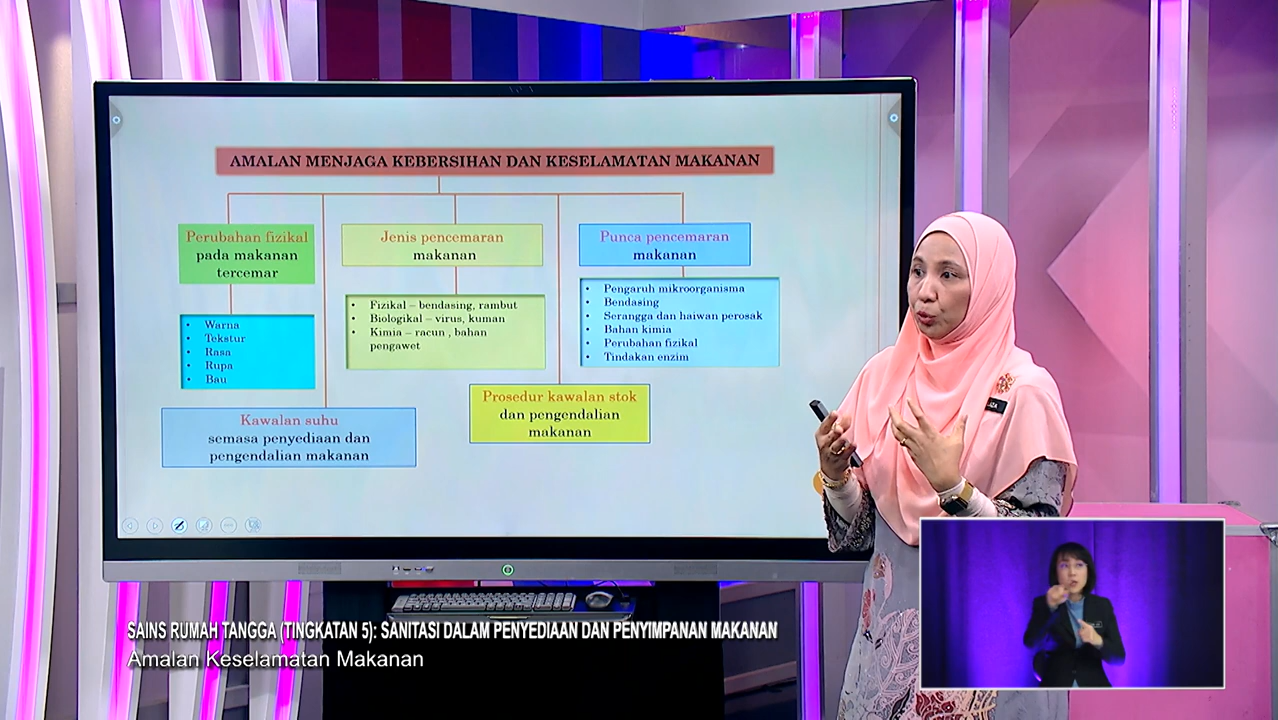 AMALAN MENJAGA KEBERSIHAN DAN KESELAMATAN MAKANAN
Perubahan fizikal
pada makanan
tercemar
Jenis pencemaran
makanan
Punca pencemaran
makanan
• Warna
• Tekstur
• Rasa
• Rupa
• Bau
• Fizikal – bendasing, rambut
• Biologikal – virus, kuman
• Kimia – racun , bahan
pengawet
• Pengaruh mikroorganisma
• Bendasing
• Serangga dan haiwan perosak
• Bahan kimia
• Perubahan fizikal
• Tindakan enzim
Kawalan suhu
semasa penyediaan dan
pengendalian makanan
Prosedur kawalan stok
dan pengendalian
makanan
SAINS RUMAH TANGGA (TINGKATAN 5): SANITASI DALAM PENYEDIAAN DAN PENYIMPANAN MAKANAN
Amalan Keselamatan Makanan